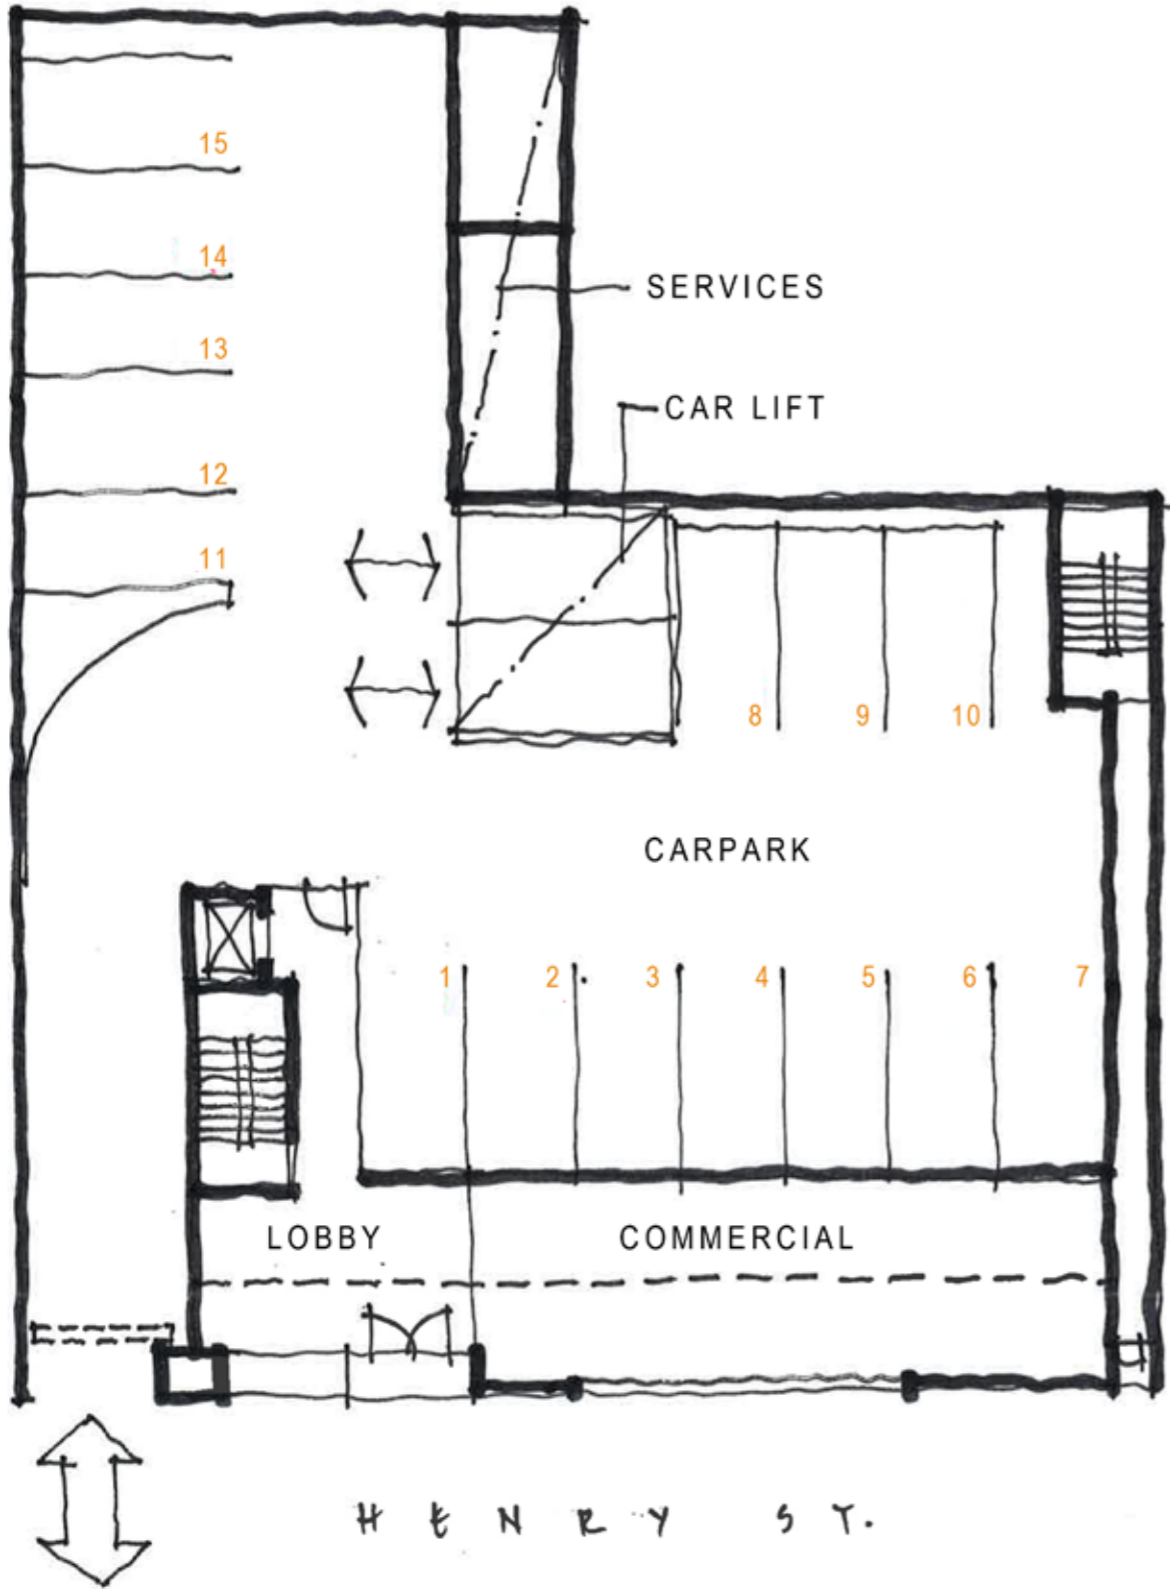 15
14
SERVICES
13
CAR LIFT
12
11
8 9 10
CARPARK
1 2 3 4 5 6 7
LOBBY COMMERCIAL
HENRY ST.